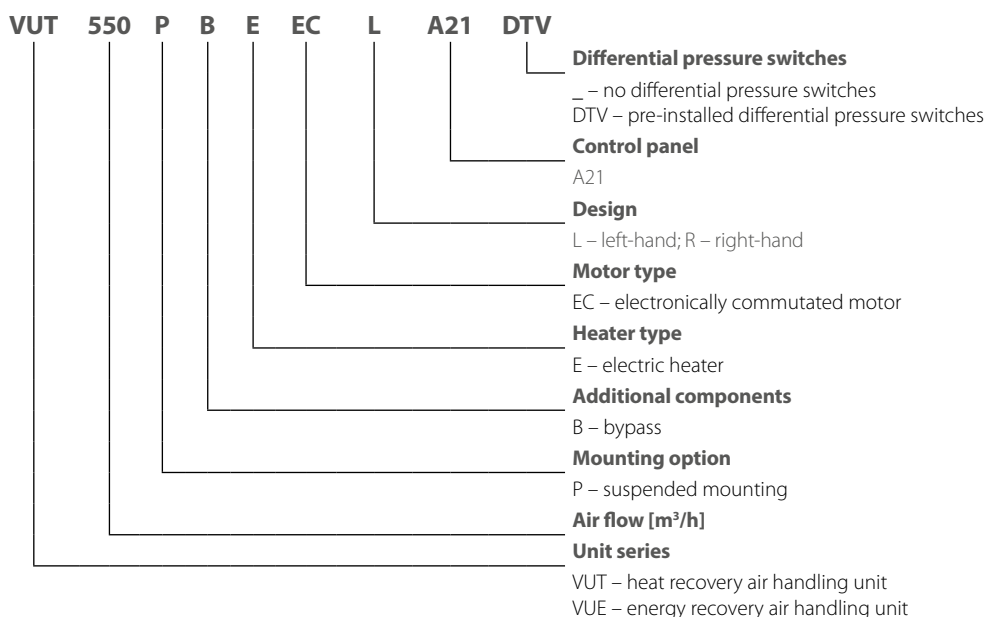 VUT 550 P B E EC L A21 DTV
Differential pressure switches
_ – no differential pressure switches
DTV – pre-installed differential pressure switches
Control panel
A21
Design
L – left-hand; R – right-hand
Motor type
EC – electronically commutated motor
Heater type
E – electric heater
Additional components
B – bypass
Mounting option
P – suspended mounting
Air flow [m³/h]
Unit series
VUT – heat recovery air handling unit
VUE – energy recovery air handling unit